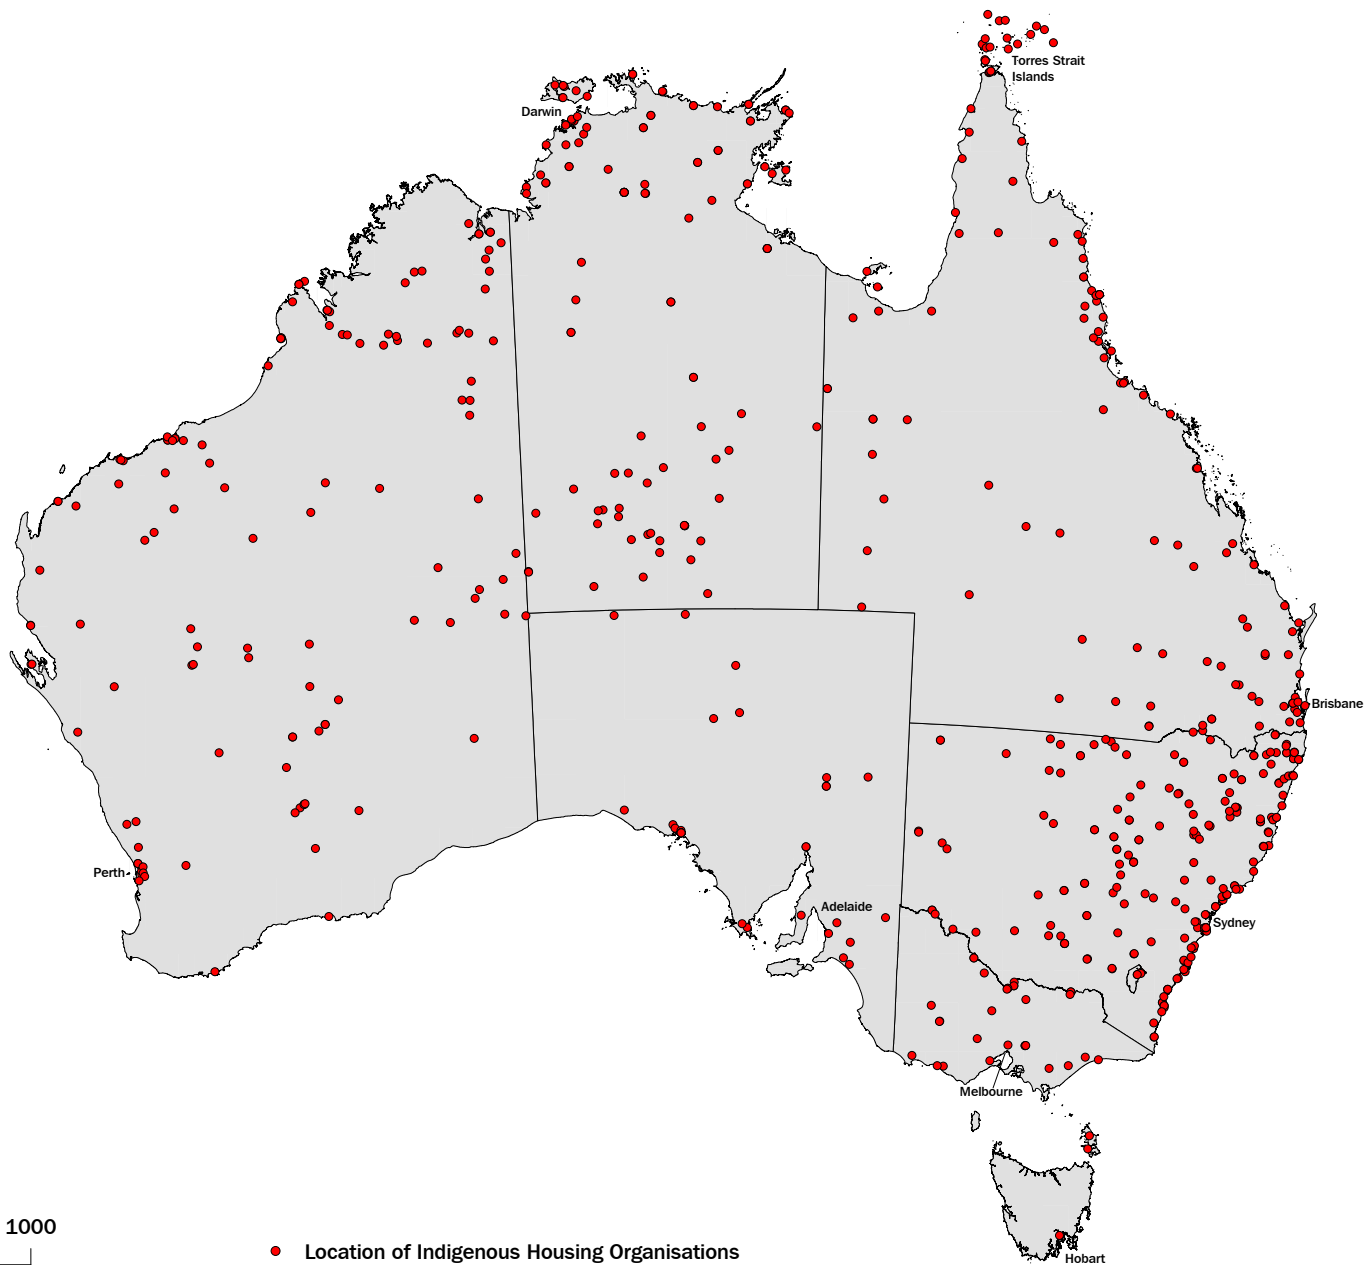 Torres Strait
Islands
Darwin
Brisbane
Perth
Adelaide
Sydney
Melbourne
1000
Location of Indigenous Housing Organisations
Hobart